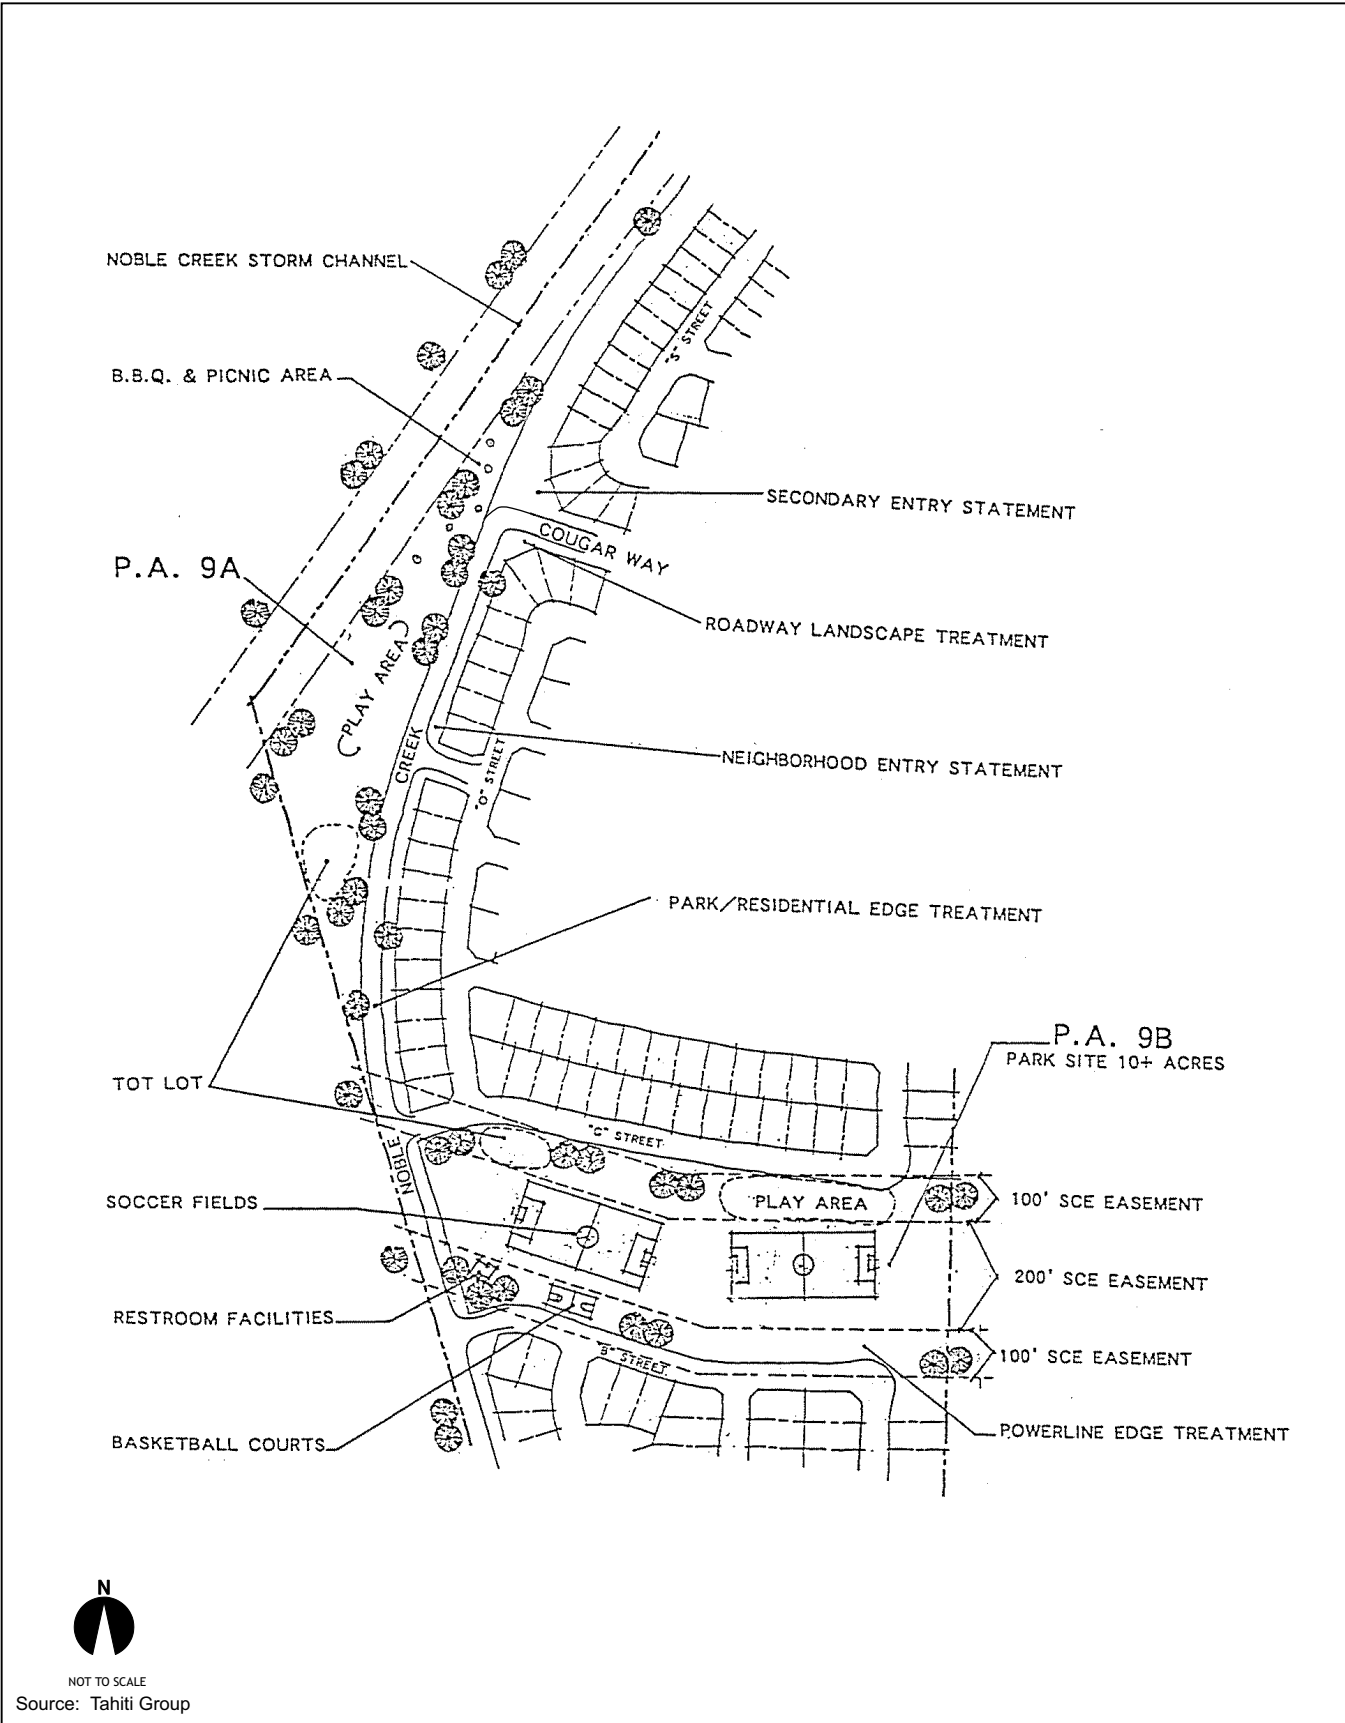 NOBLE CREEK STORM CHANNEL
"S" STREET
B.B.Q. & PICNIC AREA
SECONDARY ENTRY STATEMENT
COUGAR WAY
P.A. 9A
ROADWAY LANDSCAPE TREATMENT
PLAY AREA
CREEK
"O" STREET
NEIGHBORHOOD ENTRY STATEMENT
PARK/RESIDENTIAL EDGE TREATMENT
P.A. 9B
PARK SITE 10+ ACRES
TOT LOT
"C" STREET
NOBLE
SOCCER FIELDS
PLAY AREA
100' SCE EASEMENT
200' SCE EASEMENT
RESTROOM FACILITIES
"B" STREET
100' SCE EASEMENT
BASKETBALL COURTS
POWERLINE EDGE TREATMENT
N
NOT TO SCALE
Source: Tahiti Group